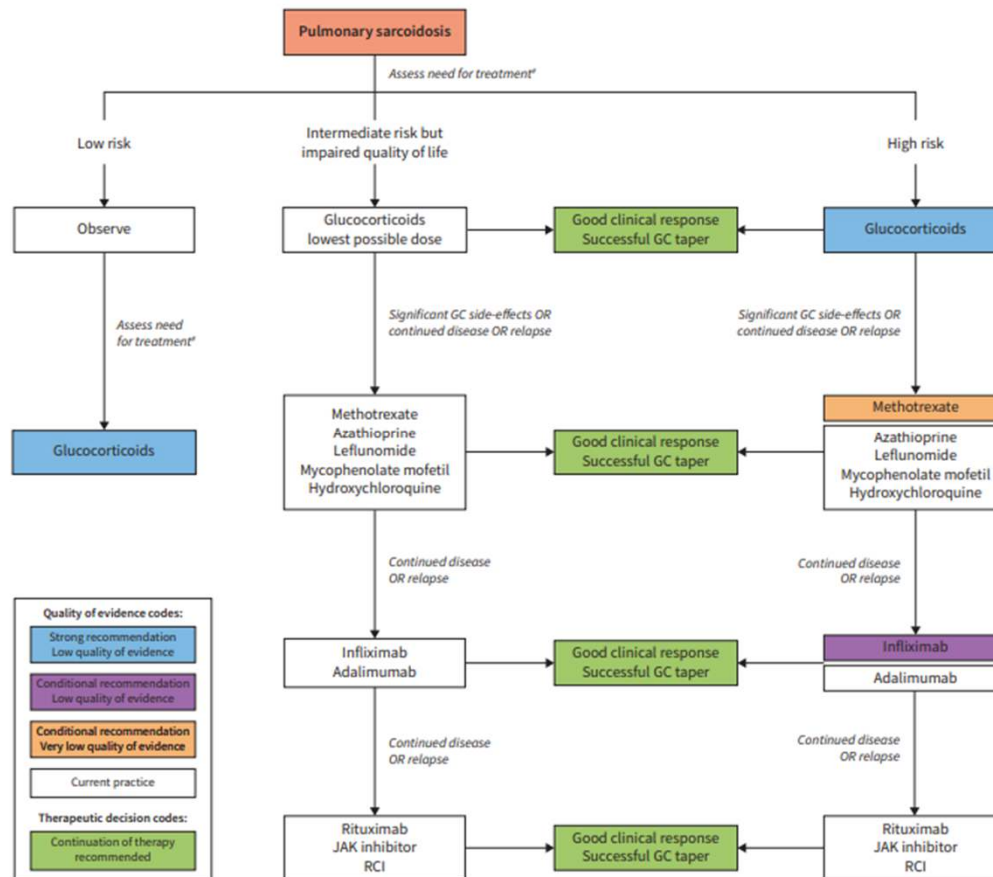 Pulmonary sarcoidosis
Assess need for treatment#
Low risk
Intermediate risk but
impaired quality of life
High risk
Observe
Glucocorticoids
lowest possible dose
Good clinical response
Successful GC taper
Glucocorticoids
Assess need
for treatment#
Significant GC side-effects OR
continued disease OR relapse
Significant GC side-effects OR
continued disease OR relapse
Glucocorticoids
Methotrexate
Azathioprine
Leflunomide
Mycophenolate mofetil
Hydroxychloroquine
Good clinical response
Successful GC taper
Methotrexate
Azathioprine
Leflunomide
Mycophenolate mofetil
Hydroxychloroquine
Continued disease
OR relapse
Continued disease
OR relapse
Infliximab
Adalimumab
Good clinical response
Successful GC taper
Infliximab
Adalimumab
Continued disease
OR relapse
Continued disease
OR relapse
Rituximab
JAK inhibitor
RCI
Good clinical response
Successful GC taper
Rituximab
JAK inhibitor
RCI
Quality of evidence codes:
Strong recommendation
Low quality of evidence
Conditional recommendation
Low quality of evidence
Conditional recommendation
Very low quality of evidence
Current practice
Therapeutic decision codes:
Continuation of therapy
recommended